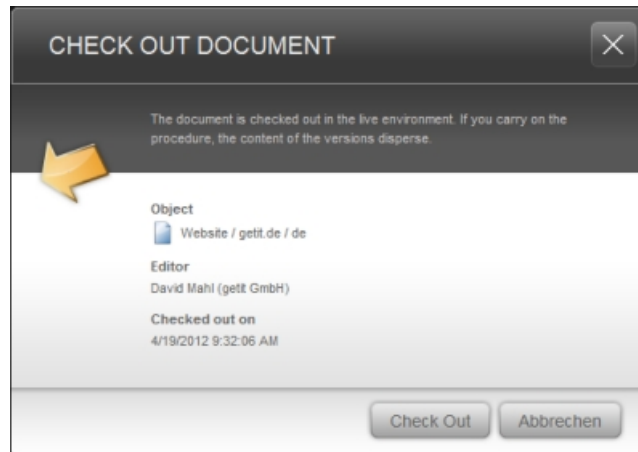 CHECK OUT DOCUMENT
The document is checked out in the live environment. If you carry on the
procedure, the content of the versions disperse.
Object
Website / getit.de / de
Editor
David Mahl (getit GmbH)
Checked out on
4/19/2012 9:32:06 AM
Check Out Abbrechen